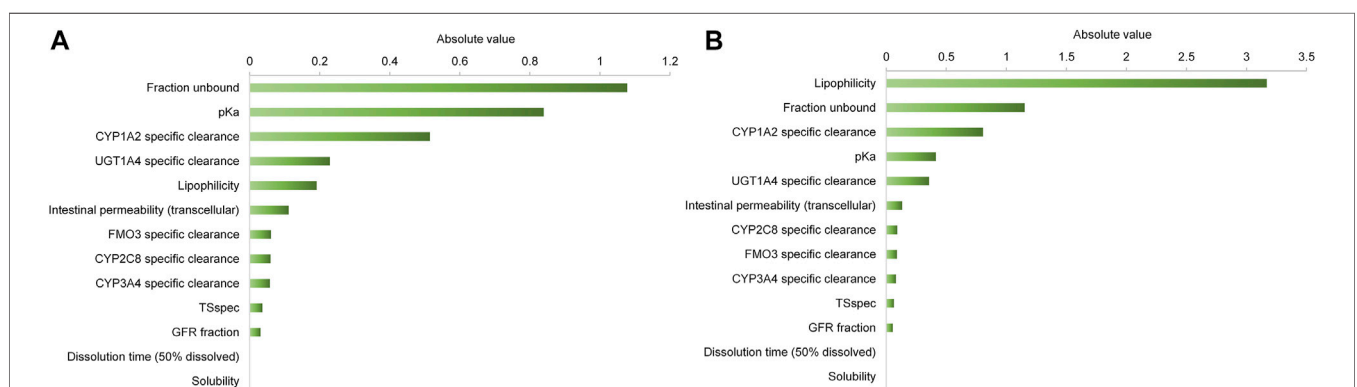 A
Absolute value
0 0.2 0.4 0.6 0.8 1 1.2
Fraction unbound
pKa
CYP1A2 specific clearance
UGT1A4 specific clearance
Lipophilicity
Intestinal permeability (transcellular)
FMO3 specific clearance
CYP2C8 specific clearance
CYP3A4 specific clearance
TSspec
GFR fraction
Dissolution time (50% dissolved)
Solubility
B
Absolute value
0 0.5 1 1.5 2 2.5 3 3.5
Lipophilicity
Fraction unbound
CYP1A2 specific clearance
pKa
UGT1A4 specific clearance
Intestinal permeability (transcellular)
CYP2C8 specific clearance
FMO3 specific clearance
CYP3A4 specific clearance
TSspec
GFR fraction
Dissolution time (50% dissolved)
Solubility